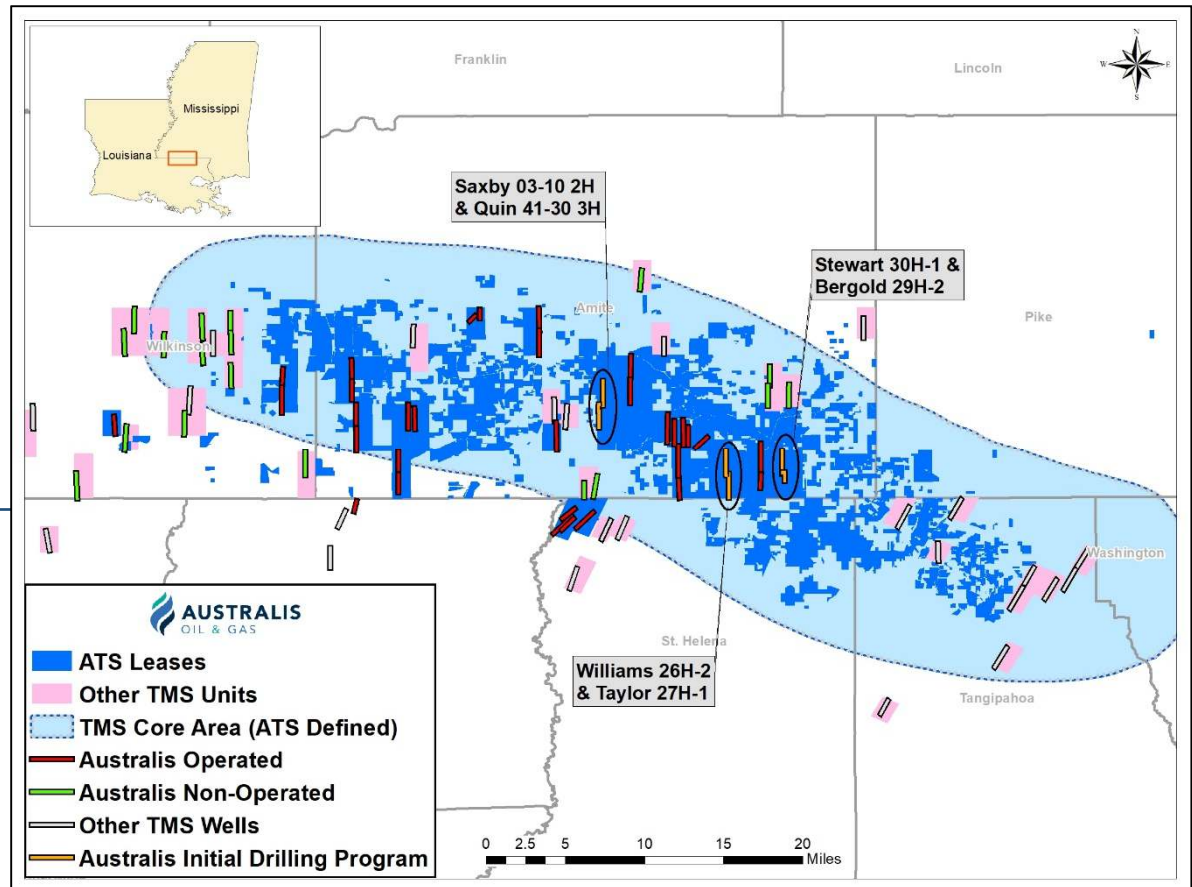 Franklin
Lincoln
N
W
E
S
Mississippi
Louisiana
Saxby 03-10 2H
& Quin 41-30 3H
Stewart 30H-1 &
Bergold 29H-2
Amite
Pike
Wilkinson
Washington
St. Helena
Williams 26H-2
& Taylor 27H-1
Tangipahoa
AUSTRALIS
OIL & GAS
ATS Leases
Other TMS Units
TMS Core Area (ATS Defined)
Australis Operated
Australis Non-Operated
Other TMS Wells
Australis Initial Drilling Program
0 2.5 5 10 15 20
Miles